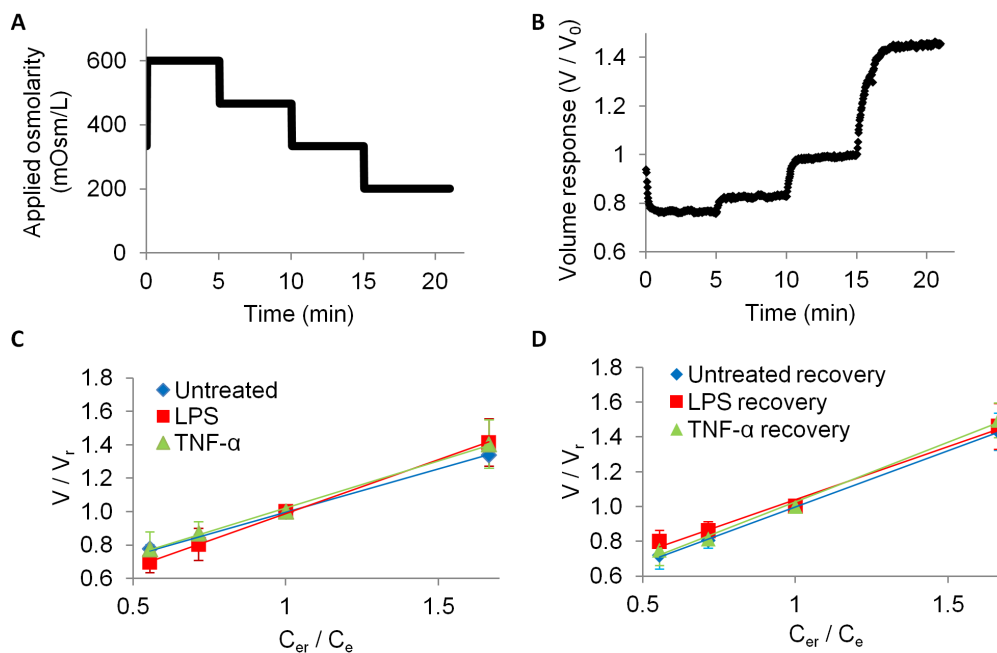 A
Applied osmolarity
(mOsm/L)
600
400
200
0
0 5 10 15 20
Time (min)
B
Volume response (V / V0)
1.4
1.2
1
0.8
0.6
0 5 10 15 20
Time (min)
C
V / Vr
1.8
1.6
1.4
1.2
1.0
0.8
0.6
Untreated
LPS
TNF-α
0.5 1 1.5
Cer / Ce
D
V / Vr
1.8
1.6
1.4
1.2
1.0
0.8
0.6
Untreated recovery
LPS recovery
TNF-α recovery
0.5 1 1.5
Cer / Ce